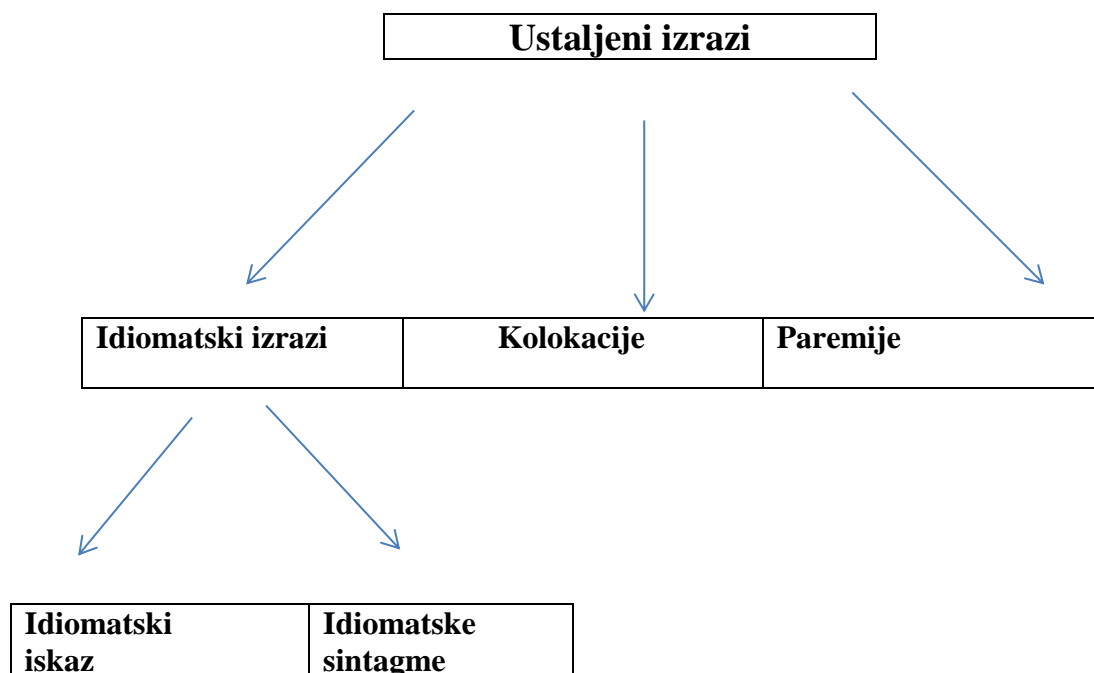 Ustaljeni izrazi
Idiomatski izrazi
Kolokacije
Paremije
Idiomatski
iskaz
Idiomatske
sintagme